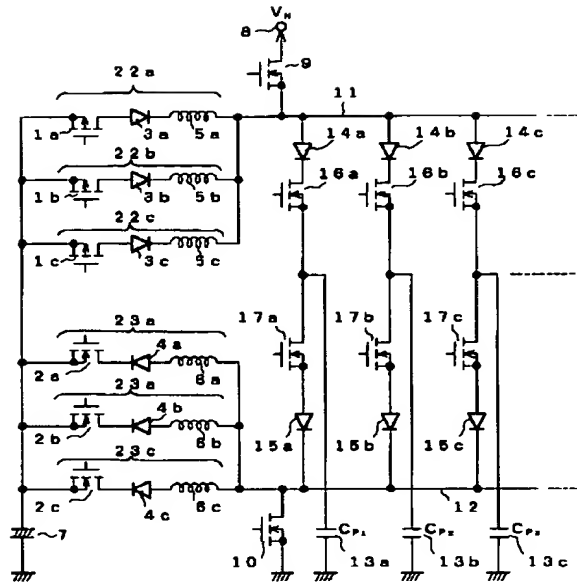 V_H
8
9
22a
11
1a 3a 5a 14a 14b 14c
22b
16a 16b 16c
1b 3b 5b
22c
1c 3c 5c
17a 17b 17c
23a
4a
2a 6a
23a
4b
2b 6b 15a 15b 15c
23c
2c 4c 6c 12
7 10 C_P1 C_P2 C_P3
13a 13b 13c